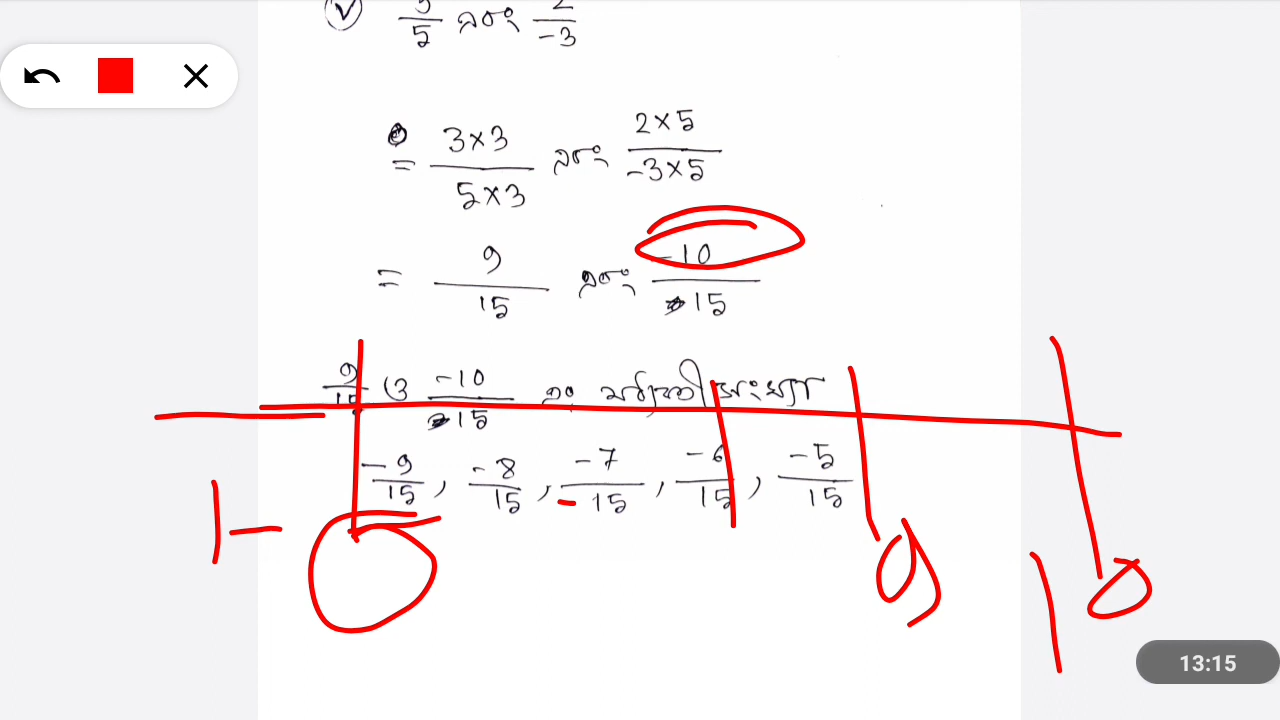 (v) 3/5 এবং 2/-3
= 3×3/5×3 এবং 2×5/-3×5
= 9/15 এবং -10/15
9/15 ও -10/15 এর মধ্যবর্তী সংখ্যা
-9/15, -8/15, -7/-15, -6/15, -5/15
1- 0 9 10
13:15